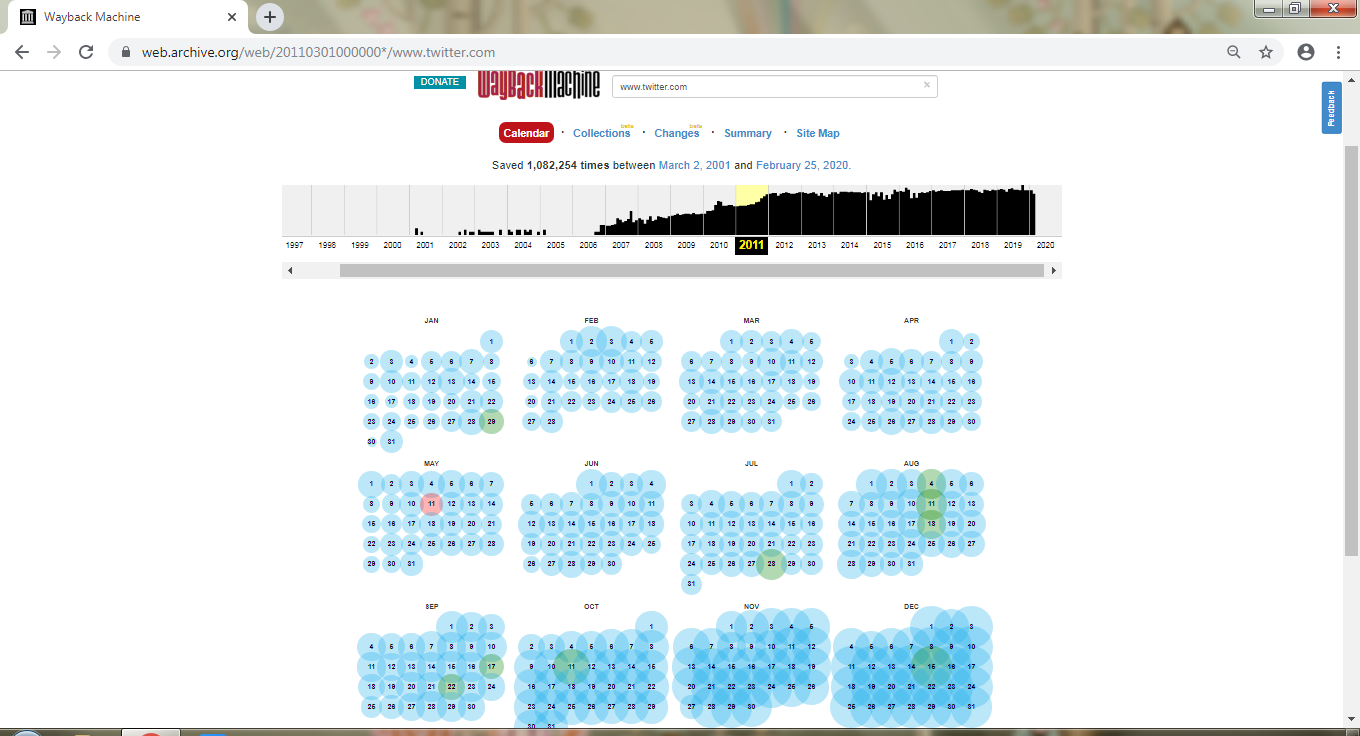 Wayback Machine
web.archive.org/web/20110301000000*/www.twitter.com
DONATE
WayBackMachine
www.twitter.com
Feedback
Calendar · Collections beta · Changes beta · Summary · Site Map
Saved 1,082,254 times between March 2, 2001 and February 25, 2020.
1997 1998 1999 2000 2001 2002 2003 2004 2005 2006 2007 2008 2009 2010 2011 2012 2013 2014 2015 2016 2017 2018 2019 2020
JAN FEB MAR APR
1 1 2 3 4 5 1 2 3 4 5 1 2
2 3 4 5 6 7 8 6 7 8 9 10 11 12 6 7 8 9 10 11 12 3 4 5 6 7 8 9
9 10 11 12 13 14 15 13 14 15 16 17 18 19 13 14 15 16 17 18 19 10 11 12 13 14 15 16
16 17 18 19 20 21 22 20 21 22 23 24 25 26 20 21 22 23 24 25 26 17 18 19 20 21 22 23
23 24 25 26 27 28 29 27 28 27 28 29 30 31 24 25 26 27 28 29 30
30 31
MAY JUN JUL AUG
1 2 3 4 5 6 7 1 2 3 4 1 2 1 2 3 4 5 6
8 9 10 11 12 13 14 5 6 7 8 9 10 11 3 4 5 6 7 8 9 7 8 9 10 11 12 13
15 16 17 18 19 20 21 12 13 14 15 16 17 18 10 11 12 13 14 15 16 14 15 16 17 18 19 20
22 23 24 25 26 27 28 19 20 21 22 23 24 25 17 18 19 20 21 22 23 21 22 23 24 25 26 27
29 30 31 26 27 28 29 30 24 25 26 27 28 29 30 28 29 30 31
31
SEP OCT NOV DEC
1 2 3 1 1 2 3 4 5 1 2 3
4 5 6 7 8 9 10 2 3 4 5 6 7 8 6 7 8 9 10 11 12 4 5 6 7 8 9 10
11 12 13 14 15 16 17 9 10 11 12 13 14 15 13 14 15 16 17 18 19 11 12 13 14 15 16 17
18 19 20 21 22 23 24 16 17 18 19 20 21 22 20 21 22 23 24 25 26 18 19 20 21 22 23 24
25 26 27 28 29 30 23 24 25 26 27 28 29 27 28 29 30 25 26 27 28 29 30 31
30 31